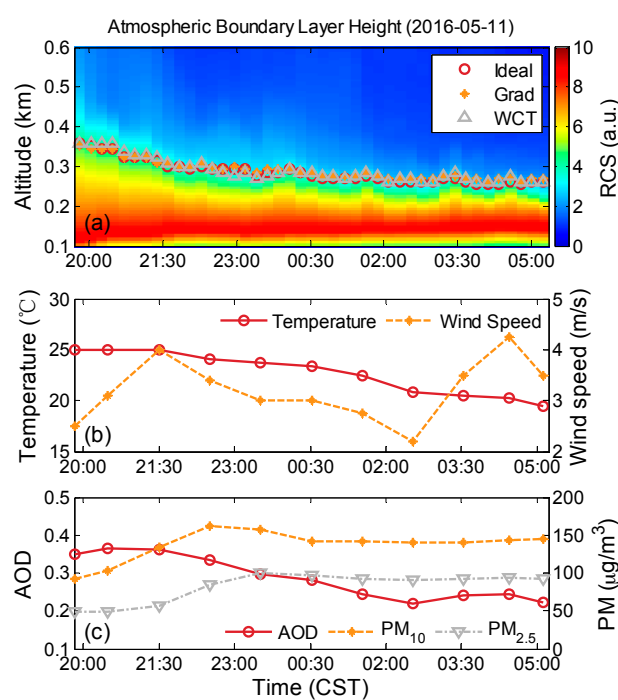 Atmospheric Boundary Layer Height (2016-05-11)
0.6
0.5
0.4
0.3
0.2
0.1
Altitude (km)
Ideal
Grad
WCT
(a)
10
8
6
4
2
0
RCS (a.u.)
20:00 21:30 23:00 00:30 02:00 03:30 05:00
30
25
20
15
Temperature (℃)
Temperature Wind Speed
(b)
5
4
3
2
Wind speed (m/s)
20:00 21:30 23:00 00:30 02:00 03:30 05:00
0.5
0.4
0.3
0.2
0.1
AOD
(c)
AOD PM10 PM2.5
200
150
100
50
0
PM (μg/m³)
20:00 21:30 23:00 00:30 02:00 03:30 05:00
Time (CST)